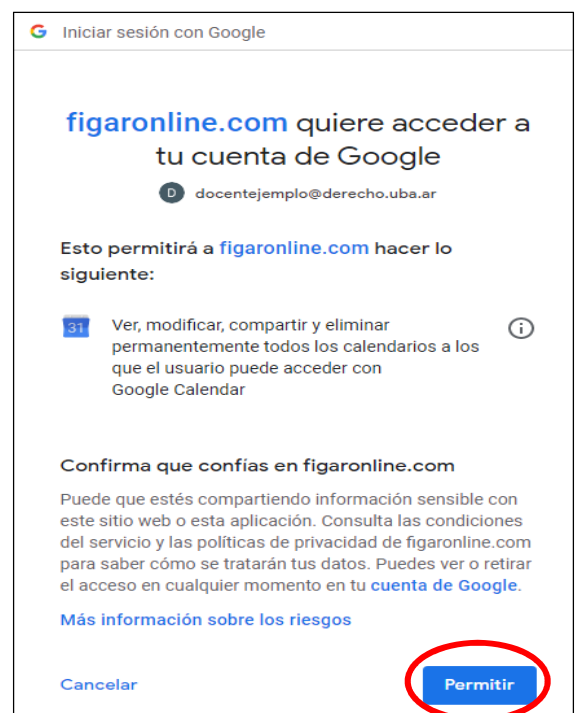 G Iniciar sesión con Google
figaronline.com quiere acceder a
tu cuenta de Google
D docentejemplo@derecho.uba.ar
Esto permitirá a figaronline.com hacer lo
siguiente:
31 Ver, modificar, compartir y eliminar
permanentemente todos los calendarios a los
que el usuario puede acceder con
Google Calendar
Confirma que confías en figaronline.com
Puede que estés compartiendo información sensible con
este sitio web o esta aplicación. Consulta las condiciones
del servicio y las políticas de privacidad de figaronline.com
para saber cómo se tratarán tus datos. Puedes ver o retirar
el acceso en cualquier momento en tu cuenta de Google.
Más información sobre los riesgos
Cancelar Permitir